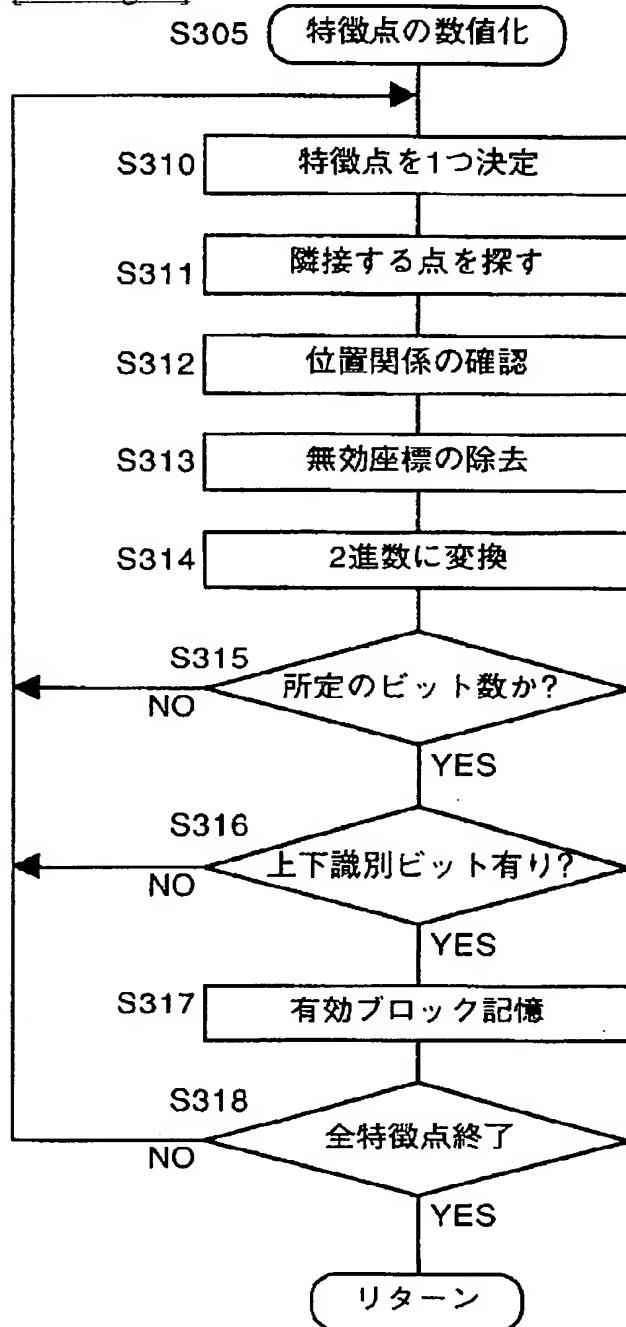 S305 特徴点の数値化
S310 特徴点を1つ決定
S311 隣接する点を探す
S312 位置関係の確認
S313 無効座標の除去
S314 2進数に変換
S315 所定のビット数か?
NO
YES
S316 上下識別ビット有り?
NO
YES
S317 有効ブロック記憶
S318 全特徴点終了
NO
YES
リターン